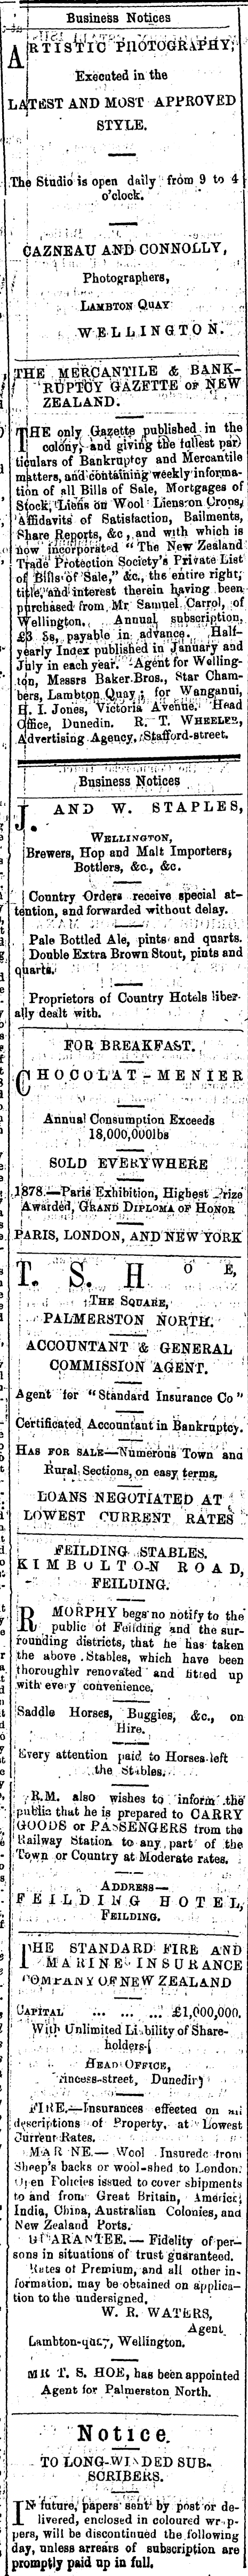 Business Notices
ARTISTIC PHOTOGRAPHY,
Executed in the
LATEST AND MOST APPROVED
STYLE.
The Studio is open daily from 9 to 4
o'clock.
CAZNEAU AND CONNOLLY,
Photographers,
LAMBTON QUAY
WELLINGTON.
THE MERCANTILE & BANK-
RUPTCY GAZETTE OF NEW
ZEALAND.
THE only Gazette published in the
colony, and giving the fullest par
ticulars of Bankruptcy and Mercantile
matters, and containing weekly informa-
tion of all Bills of Sale, Mortgages of
Stock, Liens on Wool Liens on Crops,
Affidavits of Satisfaction, Bailments,
Share Reports, &c, and with which is
now incorporated "The New Zealand
Trade Protection Society's Private List
of Bills of Sale," &c., the entire right,
title, and interest therein having been
purchased from Mr Samuel Carrol, of
Wellington. Annual subscription,
£3 3s, payable in advance. Half-
yearly Index published in January and
July in each year. Agent for Welling-
ton, Messrs Baker Bros., Star Cham-
bers, Lambton Quay; for Wanganui,
H. I. Jones, Victoria Avenue. Head
Office, Dunedin. R. T. WHEELER,
Advertising Agency, Stafford-street.
Business Notices
J. AND W. STAPLES,
WELLINGTON,
Brewers, Hop and Malt Importers,
Bottlers, &c., &c.
Country Orders receive special at-
tention, and forwarded without delay.
Pale Bottled Ale, pints and quarts.
Double Extra Brown Stout, pints and
quarts.
Proprietors of Country Hotels liber-
ally dealt with.
FOR BREAKFAST.
CHOCOLAT-MENIER
Annual Consumption Exceeds
18,000,000lbs
SOLD EVERYWHERE
1878.—Paris Exhibition, Highest Prize
Awarded, GRAND DIPLOMA OF HONOR
PARIS, LONDON, AND NEW YORK
T. S. HOE,
THE SQUARE,
PALMERSTON NORTH.
ACCOUNTANT & GENERAL
COMMISSION AGENT.
Agent for "Standard Insurance Co"
Certificated Accountant in Bankruptcy.
HAS FOR SALE—Numerous Town and
Rural Sections, on easy terms.
LOANS NEGOTIATED AT
LOWEST CURRENT RATES
FEILDING STABLES.
KIMBOLTON ROAD,
FEILDING.
R MORPHY begs no notify to the
public of Feilding and the sur-
rounding districts, that he has taken
the above Stables, which have been
thoroughly renovated and fitted up
with every convenience.
Saddle Horses, Buggies, &c., on
Hire.
Every attention paid to Horses left
the Stables.
R.M. also wishes to inform the
public that he is prepared to CARRY
GOODS or PASSENGERS from the
Railway Station to any part of the
Town or Country at Moderate rates.
ADDRESS—
FEILDING HOTEL,
FEILDING.
THE STANDARD FIRE AND
MARINE INSURANCE
COMPANY OF NEW ZEALAND
CAPITAL ... ... ... £1,000,000.
With Unlimited Liability of Share-
holders
HEAD OFFICE,
Princess-street, Dunedin
FIRE.—Insurances effected on all
descriptions of Property, at Lowest
Current Rates.
MARINE.— Wool Insured from
Sheep's backs or wool-shed to London.
Open Policies issued to cover shipments
to and from Great Britain, America,
India, China, Australian Colonies, and
New Zealand Ports.
GUARANTEE.— Fidelity of per-
sons in situations of trust guaranteed.
Rates of Premium, and all other in-
formation, may be obtained on applica-
tion to the undersigned.
W. R. WATERS,
Agent
Lambton-quay, Wellington.
MR T. S. HOE, has been appointed
Agent for Palmerston North.
Notice.
TO LONG-WINDED SUB-
SCRIBERS.
IN future, papers sent by post or de-
livered, enclosed in coloured wrap-
pers, will be discontinued the following
day, unless arrears of subscription are
promptly paid up in full.